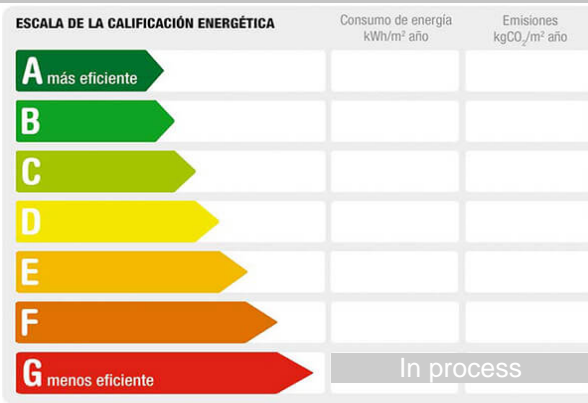 ESCALA DE LA CALIFICACIÓN ENERGÉTICA
Consumo de energía
kWh/m² año
Emisiones
kgCO₂/m² año
A más eficiente
B
C
D
E
F
G menos eficiente
In process